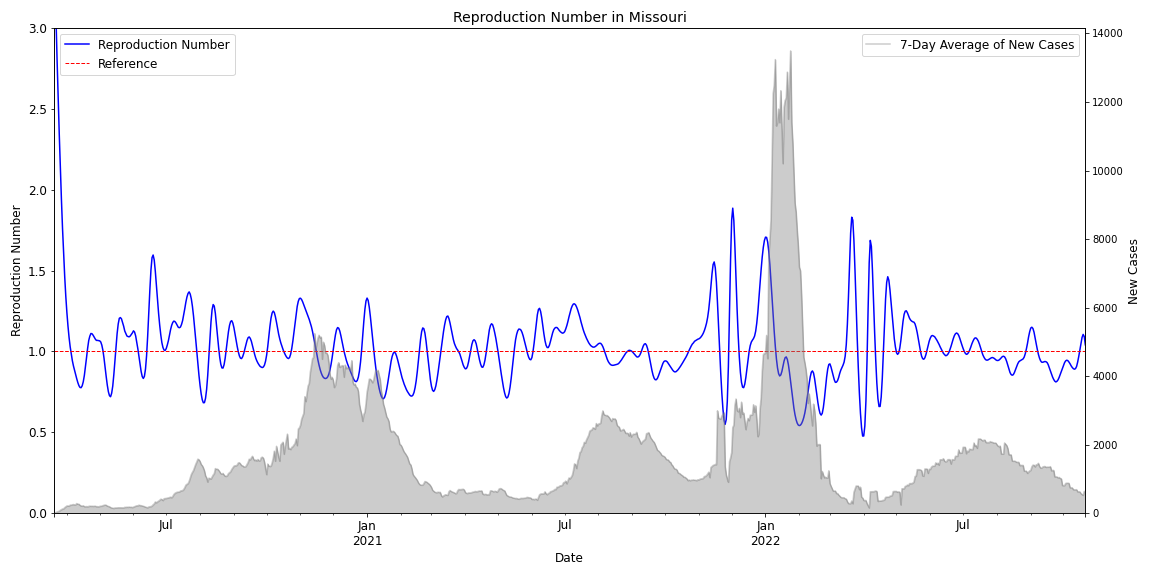 Reproduction Number in Missouri
Reproduction Number
Reference
7-Day Average of New Cases
3.0
2.5
2.0
1.5
1.0
0.5
0.0
Reproduction Number
14000
12000
10000
8000
6000
4000
2000
0
New Cases
Jul
Jan
2021
Jul
Jan
2022
Jul
Date